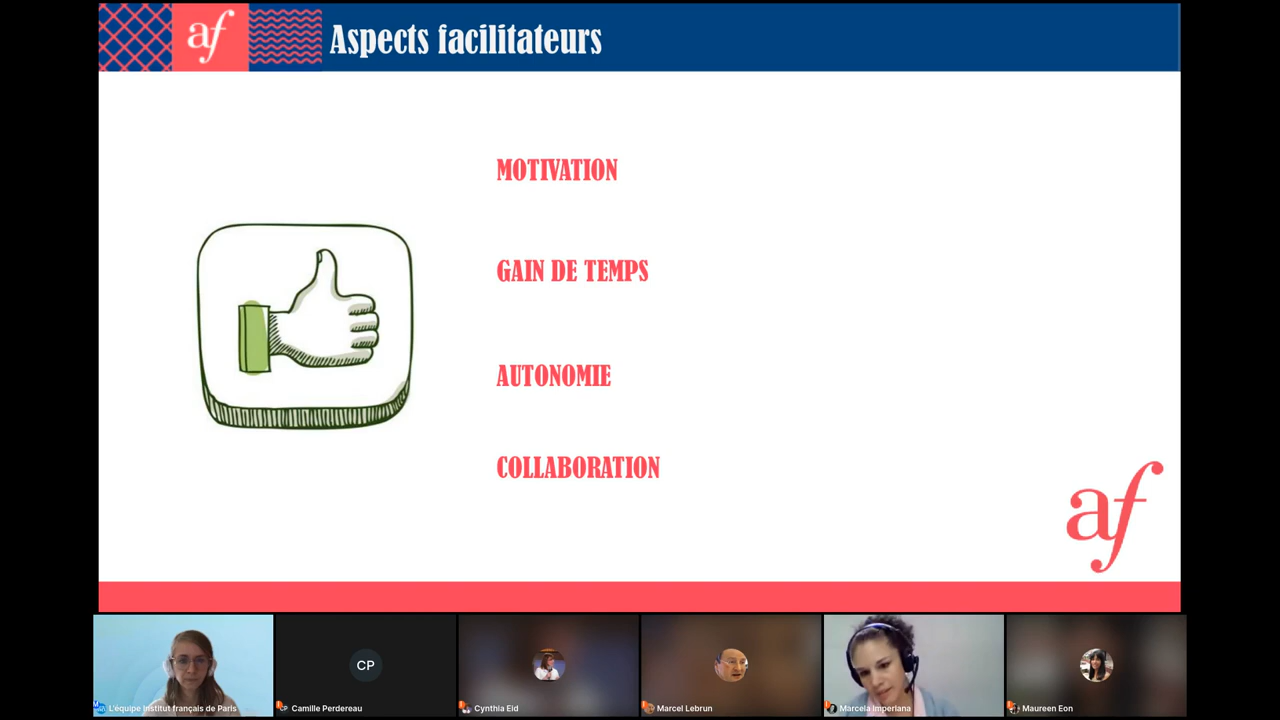 af Aspects facilitateurs
MOTIVATION
GAIN DE TEMPS
AUTONOMIE
COLLABORATION
af
CP
L'équipe Institut français de Paris
CP Camille Perdereau
Cynthia Eid
Marcel Lebrun
Marcela Imperiana
Maureen Eon